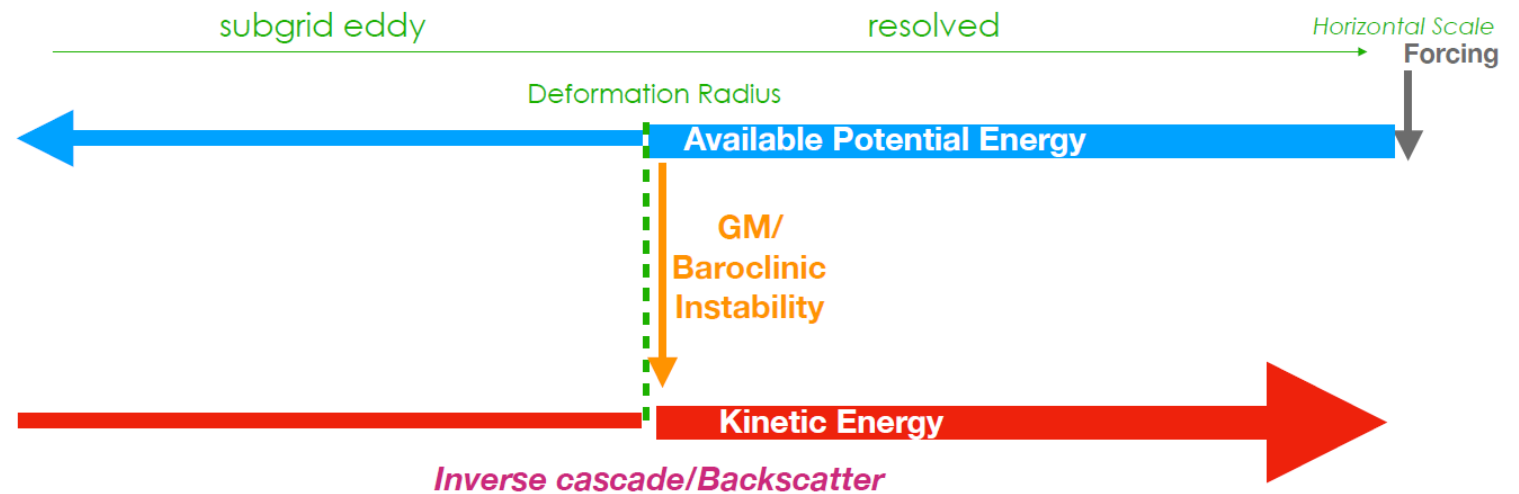 subgrid eddy
resolved
Horizontal Scale
Forcing
Deformation Radius
Available Potential Energy
GM/
Baroclinic
Instability
Kinetic Energy
Inverse cascade/Backscatter